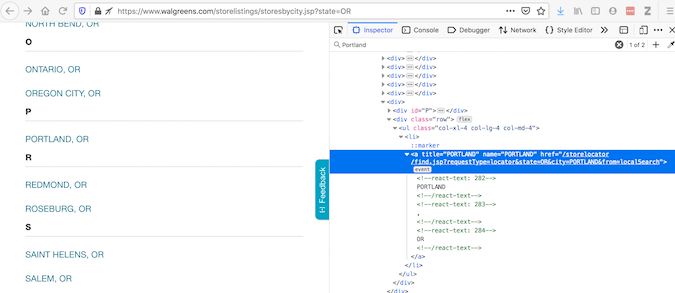 https://www.walgreens.com/storelistings/storesbycity.jsp?state=OR
NORTH BEND, OR
O
ONTARIO, OR
OREGON CITY, OR
P
PORTLAND, OR
R
REDMOND, OR
ROSEBURG, OR
S
SAINT HELENS, OR
SALEM, OR
Feedback
Inspector Console Debugger Network Style Editor
Portland 1 of 2
<div> </div>
<div> </div>
<div> </div>
<div> </div>
<div>
<div id="P"> </div>
<div class="row"> flex
<ul class="col-xl-4 col-lg-4 col-md-4">
<li>
::marker
<a title="PORTLAND" name="PORTLAND" href="/storelocator
/find.jsp?requestType=locator&state=OR&city=PORTLAND&from=localSearch">
event
<!--react-text: 282-->
PORTLAND
<!--/react-text-->
<!--react-text: 283-->
,
<!--/react-text-->
<!--react-text: 284-->
OR
<!--/react-text-->
</a>
</li>
</ul>
</div>